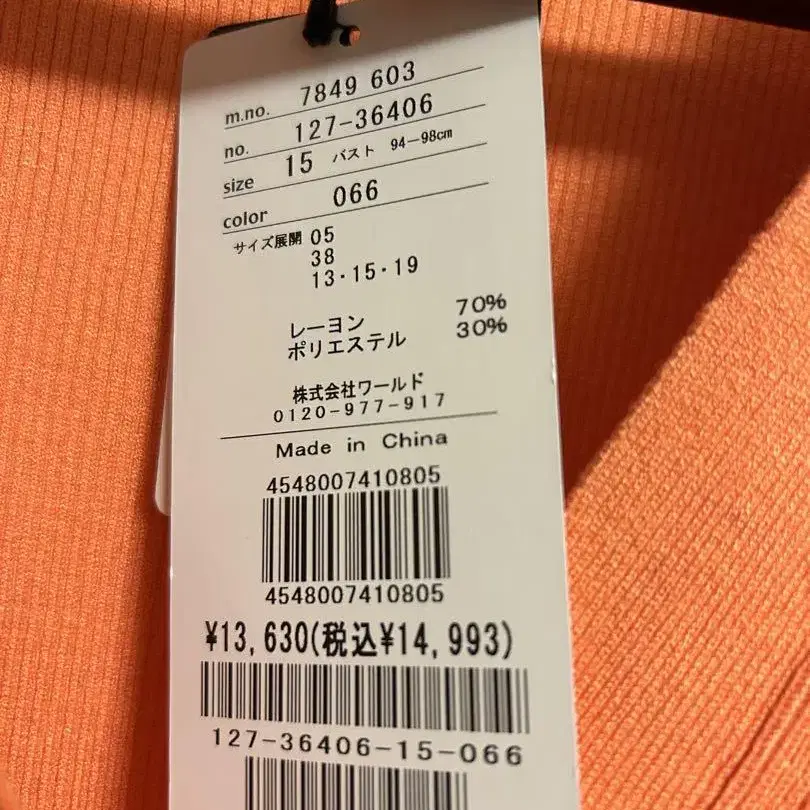 m.no. 7849 603
no. 127-36406
size 15 バスト 94-98cm
color 066
サイズ展開 05
38
13・15・19
レーヨン 70%
ポリエステル 30%
株式会社ワールド
0120-977-917
Made in China
4548007410805
4548007410805
¥13,630(税込¥14,993)
127-36406-15-066